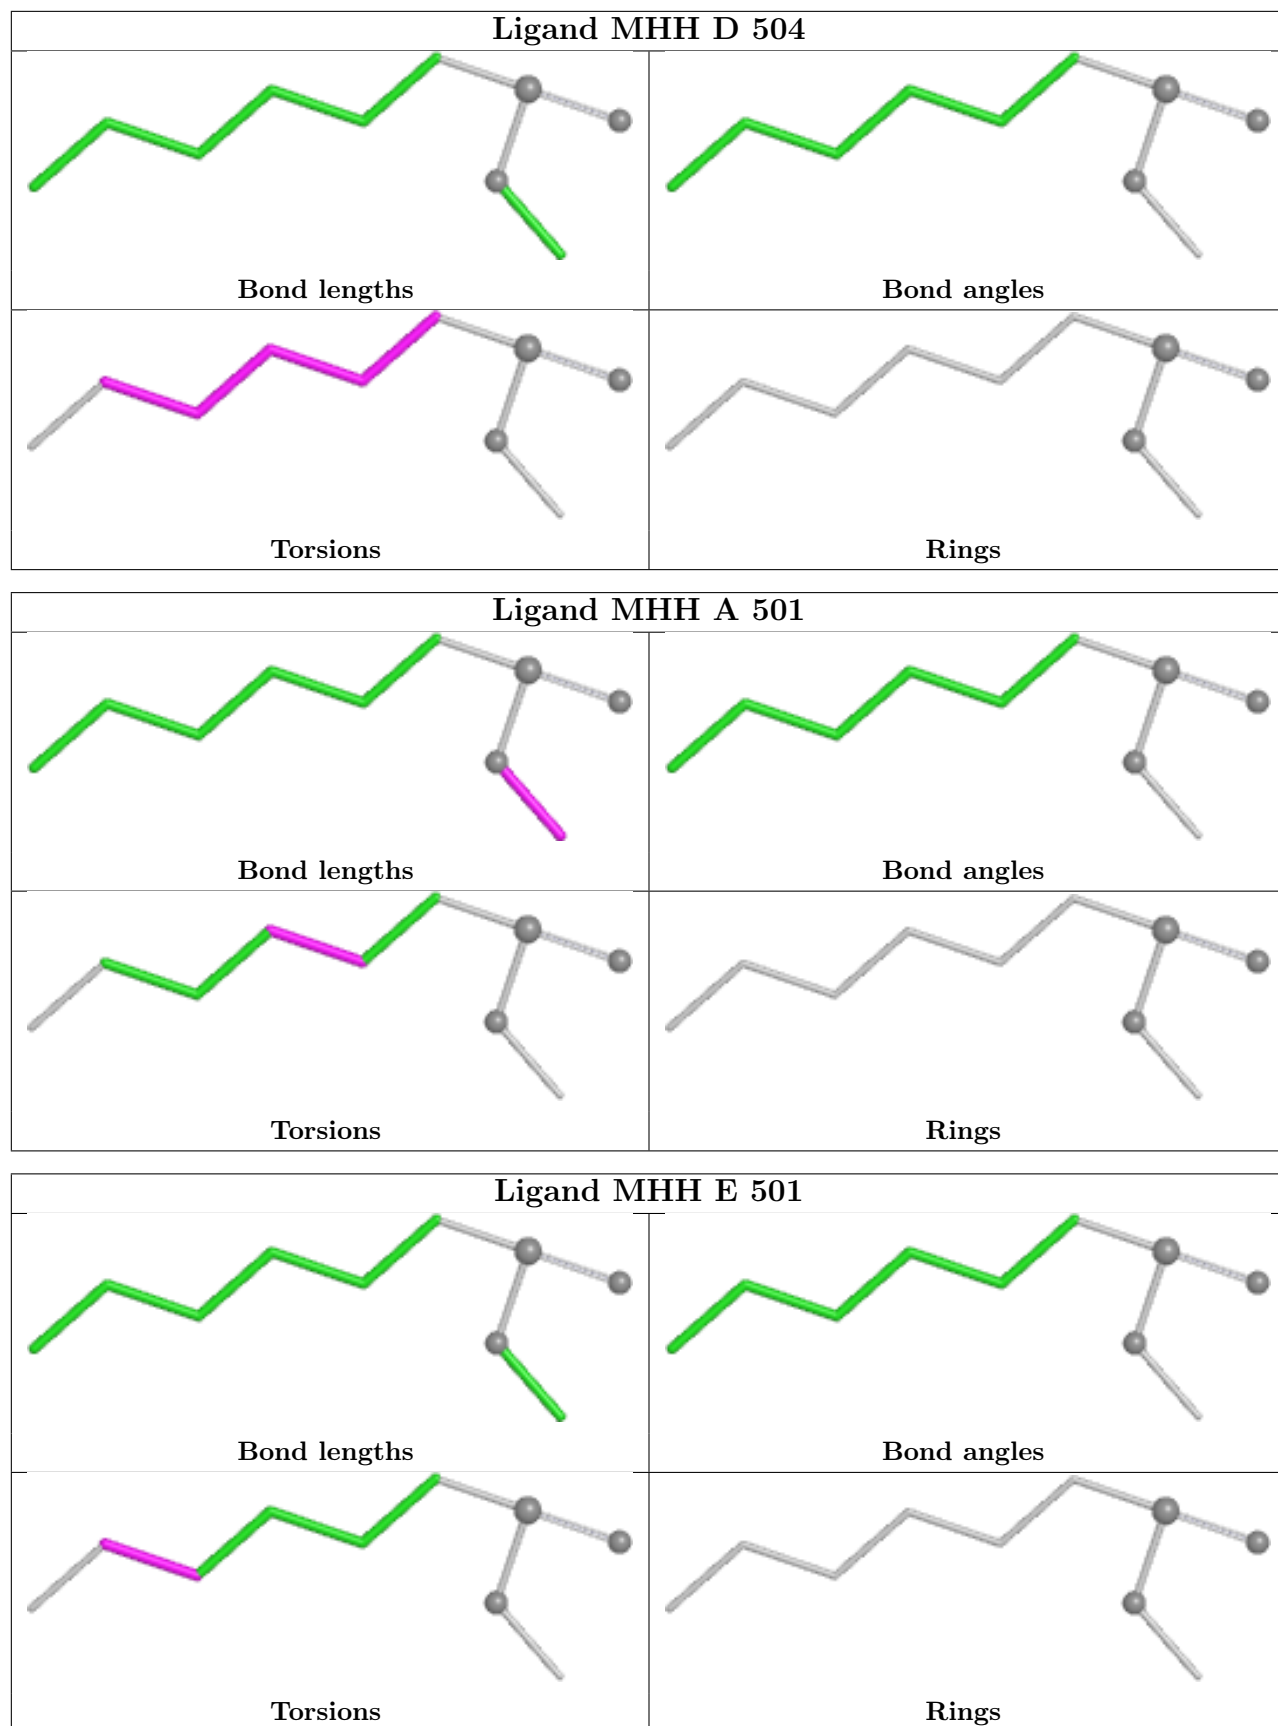 Ligand MHH D 504
Bond lengths
Bond angles
Torsions
Rings
Ligand MHH A 501
Bond lengths
Bond angles
Torsions
Rings
Ligand MHH E 501
Bond lengths
Bond angles
Torsions
Rings